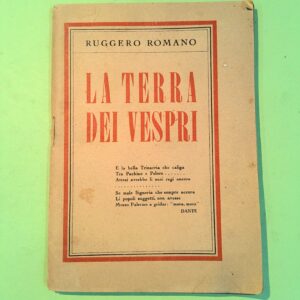 RUGGERO ROMANO
LA TERRA
DEI VESPRI
E la bella Trinacria che caliga
Tra Pachino e Peloro ........
Attesi avrebbe li suoi regi ancora
................
Se mala Signoria che sempre accora
Li popoli suggetti, non avesse
Mosso Palermo a gridar: "mora, mora"
DANTE